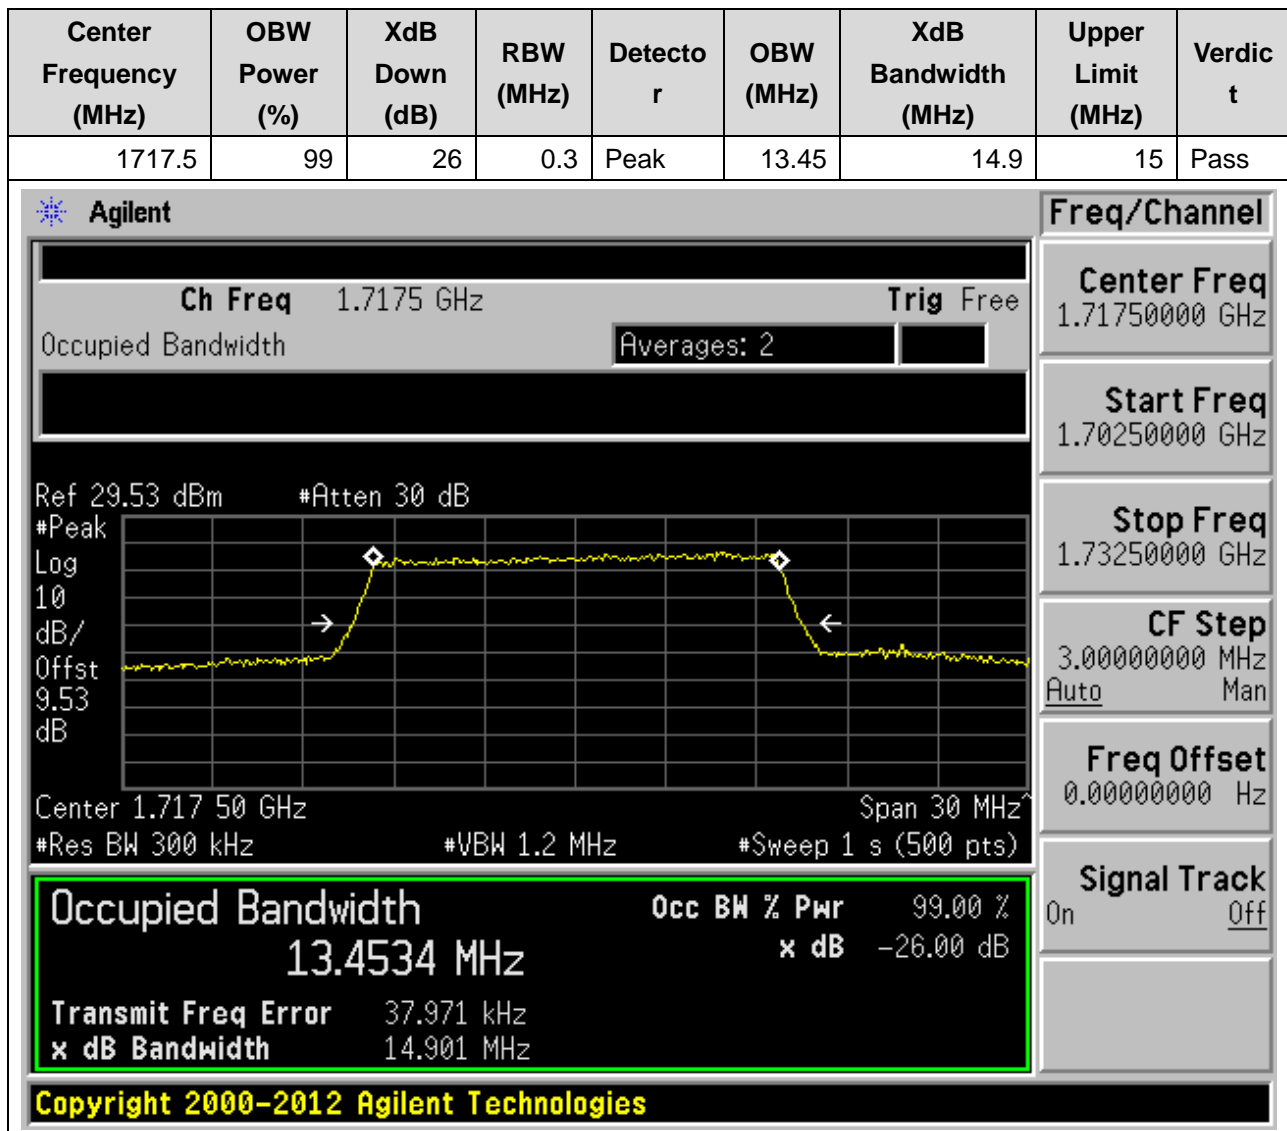 Center Frequency (MHz) OBW Power (%) XdB Down (dB) RBW (MHz) Detecto r OBW (MHz) XdB Bandwidth (MHz) Upper Limit (MHz) Verdic t
1717.5 99 26 0.3 Peak 13.45 14.9 15 Pass
Agilent
Freq/Channel
Ch Freq 1.7175 GHz Trig Free
Occupied Bandwidth Averages: 2
Center Freq
1.71750000 GHz
Start Freq
1.70250000 GHz
Stop Freq
1.73250000 GHz
CF Step
3.00000000 MHz
Auto Man
Freq Offset
0.00000000 Hz
Signal Track
On Off
Ref 29.53 dBm #Atten 30 dB
#Peak
Log
10
dB/
Offst
9.53
dB
Center 1.717 50 GHz Span 30 MHz^
#Res BW 300 kHz #VBW 1.2 MHz #Sweep 1 s (500 pts)
Occupied Bandwidth Occ BW % Pwr 99.00 %
13.4534 MHz x dB -26.00 dB
Transmit Freq Error 37.971 kHz
x dB Bandwidth 14.901 MHz
Copyright 2000-2012 Agilent Technologies